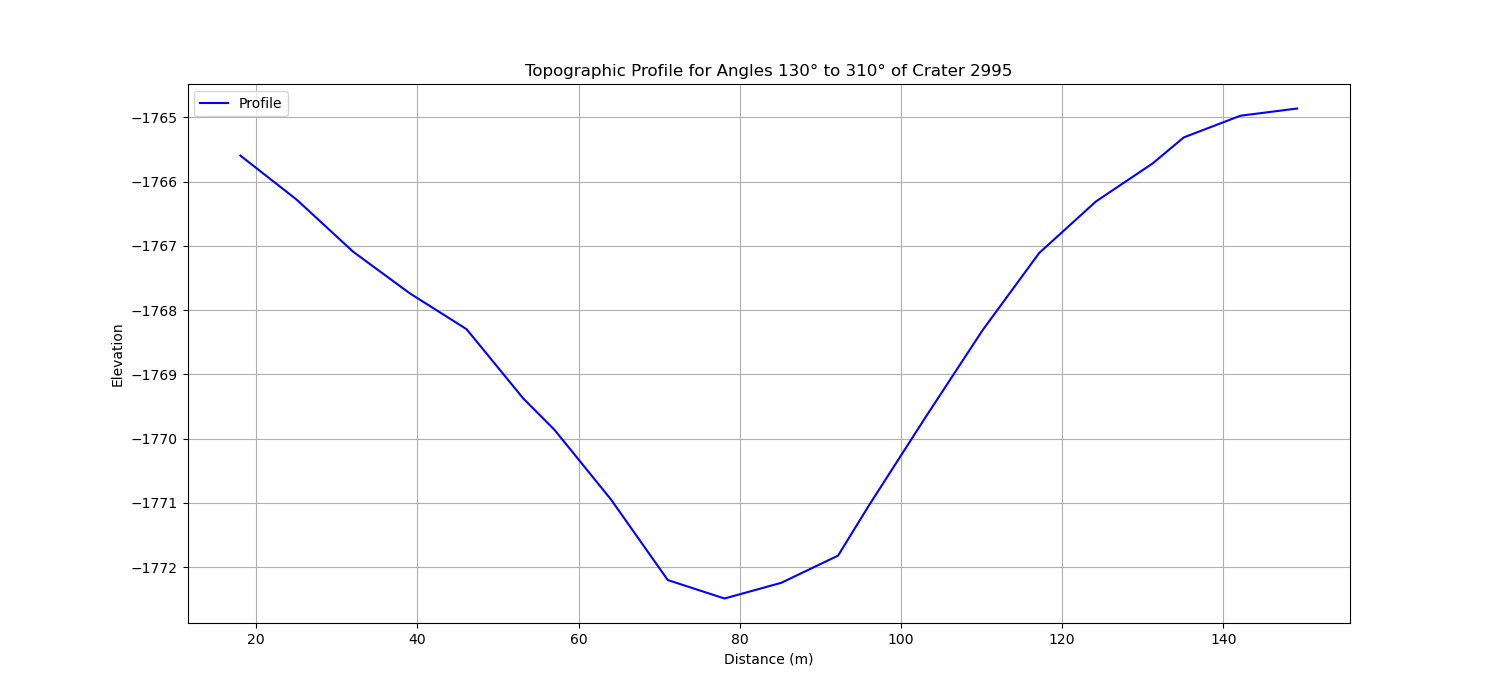 Topographic Profile for Angles 130° to 310° of Crater 2995
Profile
−1765
−1766
−1767
−1768
−1769
−1770
−1771
−1772
Elevation
20 40 60 80 100 120 140
Distance (m)